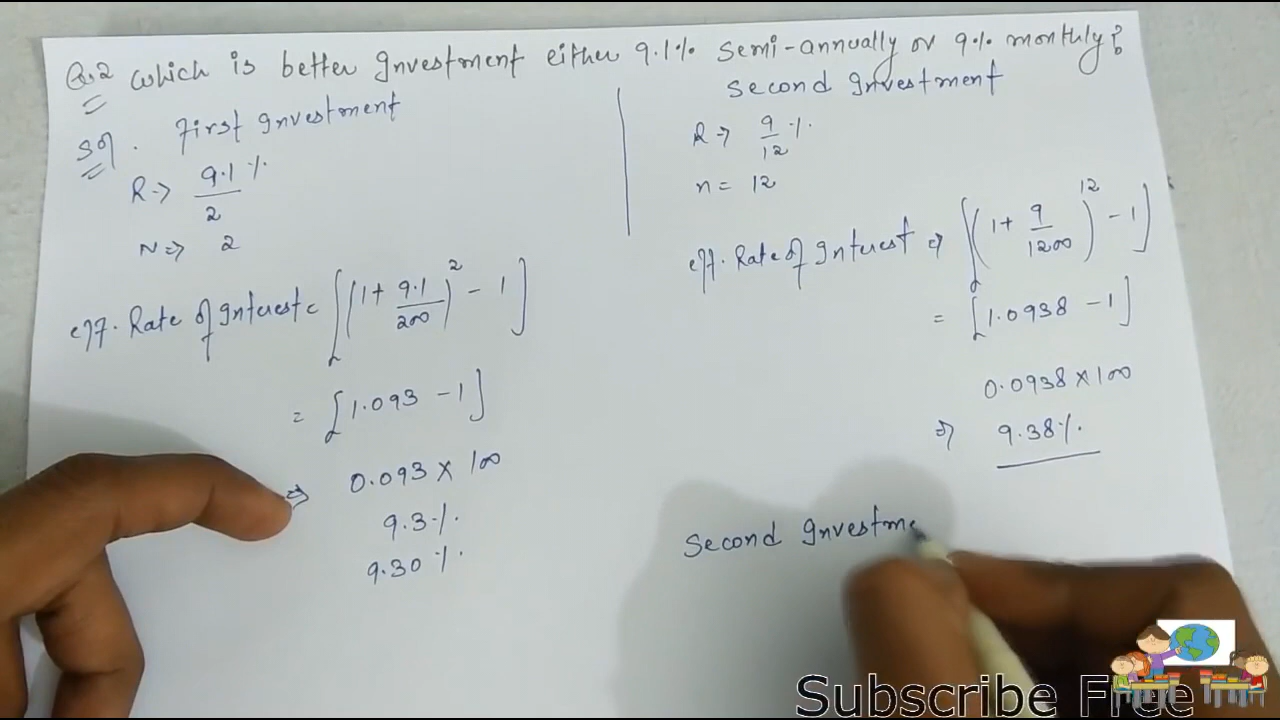 Q.2 Which is better Investment either 9.1% Semi-annually or 9% monthly?
Sol. First Investment
R → 9.1 %
2
N ⇒ 2
eff. Rate of Interest = [(1 + 9.1/200)² - 1]
= [1.093 - 1]
⇒ 0.093 × 100
9.3%.
9.30%.
Second Investment
R → 9/12 %.
n = 12
eff. Rate of Interest ⇒ [(1 + 9/1200)¹² - 1]
= [1.0938 - 1]
0.0938 × 100
⇒ 9.38%.
Second Investme
Subscribe Free